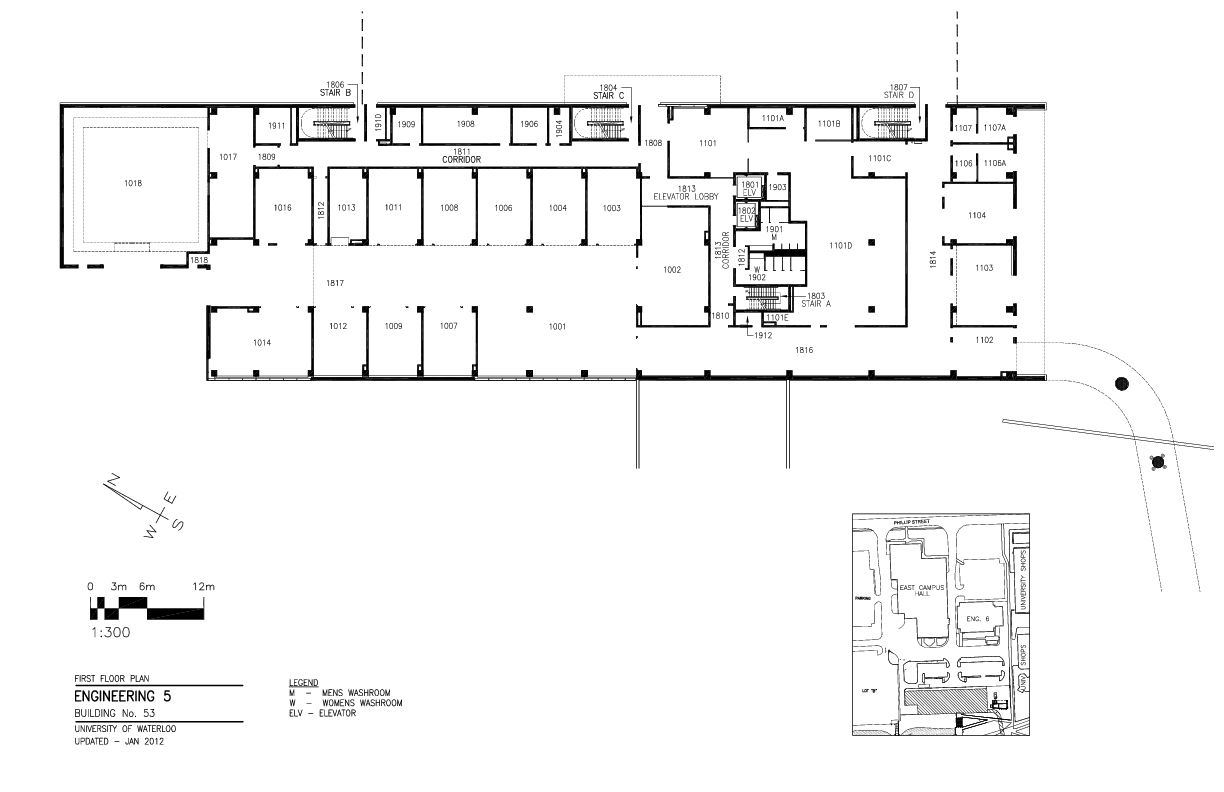 1806
STAIR B
1804
STAIR C
1807
STAIR D
1911
1910
1909
1908
1906
1904
1101A
1101B
1107
1107A
1017
1809
1811
CORRIDOR
1808
1101
1101C
1106
1106A
1018
1016
1812
1013
1011
1008
1006
1004
1003
1813
ELEVATOR LOBBY
1801
ELV
1903
1802
ELV
1104
1901
M
1813
CORRIDOR
1812
1101D
1814
1818
1817
1002
W
1902
1103
1803
STAIR A
1014
1012
1009
1007
1001
1810
1101E
1912
1816
1102
N
E
W
S
0 3m 6m 12m
1:300
FIRST FLOOR PLAN
ENGINEERING 5
BUILDING No. 53
UNIVERSITY OF WATERLOO
UPDATED – JAN 2012
LEGEND
M – MENS WASHROOM
W – WOMENS WASHROOM
ELV – ELEVATOR
PHILLIP STREET
EAST CAMPUS
HALL
PARKING
ENG. 6
UNIVERSITY SHOPS
SHOPS
LOT "B"